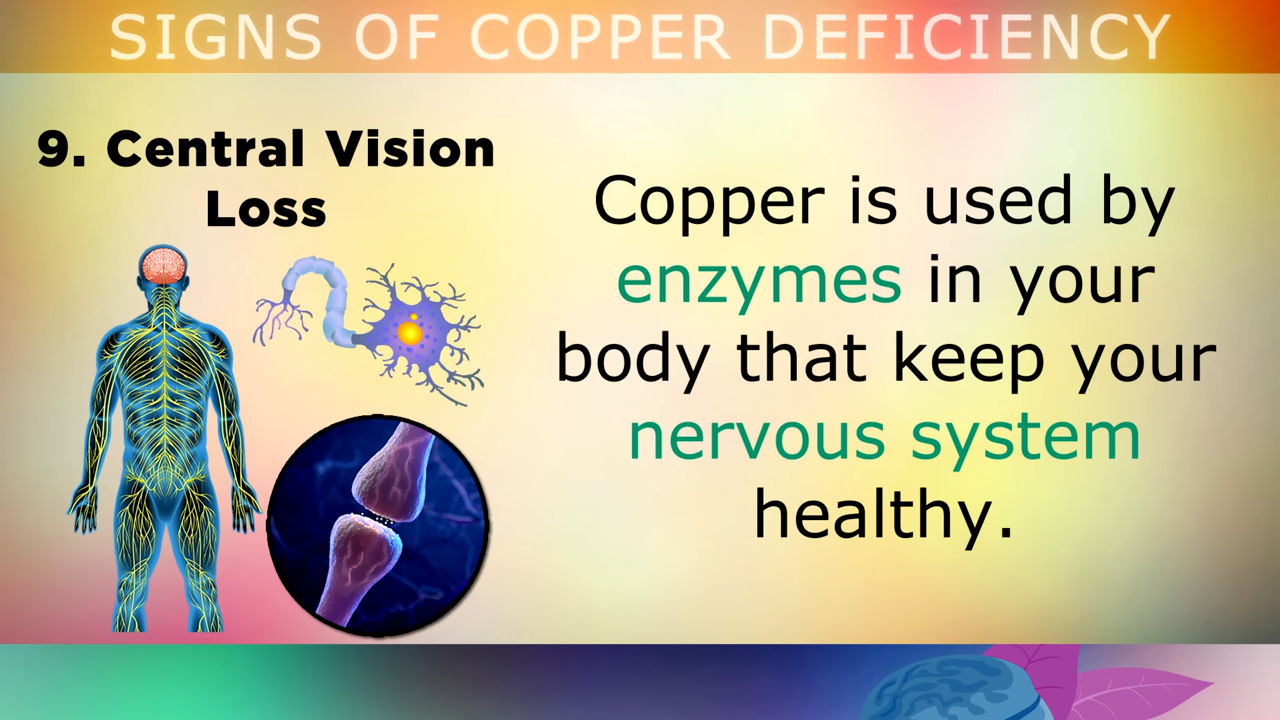 SIGNS OF COPPER DEFICIENCY
9. Central Vision
Loss
Copper is used by
enzymes in your
body that keep your
nervous system
healthy.